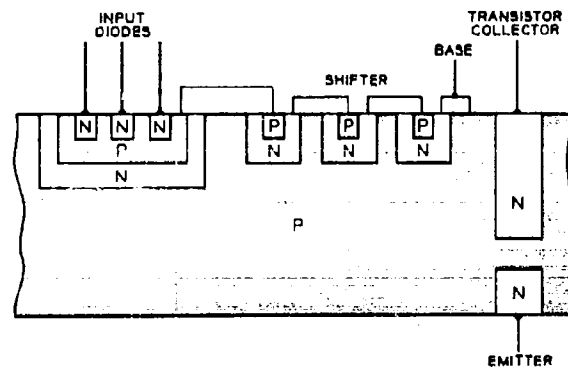 INPUT
DIODES
TRANSISTOR
COLLECTOR
BASE
SHIFTER
N N N P P P
P N N N
N
N
P
N
EMITTER